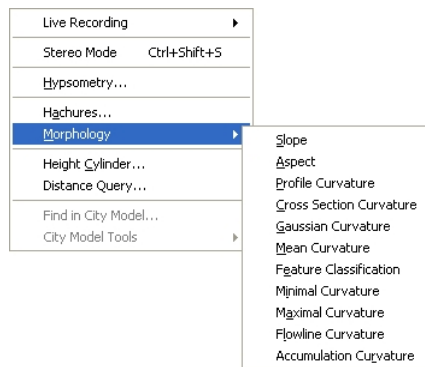 Live Recording
Stereo Mode Ctrl+Shift+S
Hypsometry...
Hachures...
Morphology
Height Cylinder...
Distance Query...
Find in City Model...
City Model Tools
Slope
Aspect
Profile Curvature
Cross Section Curvature
Gaussian Curvature
Mean Curvature
Feature Classification
Minimal Curvature
Maximal Curvature
Flowline Curvature
Accumulation Curvature